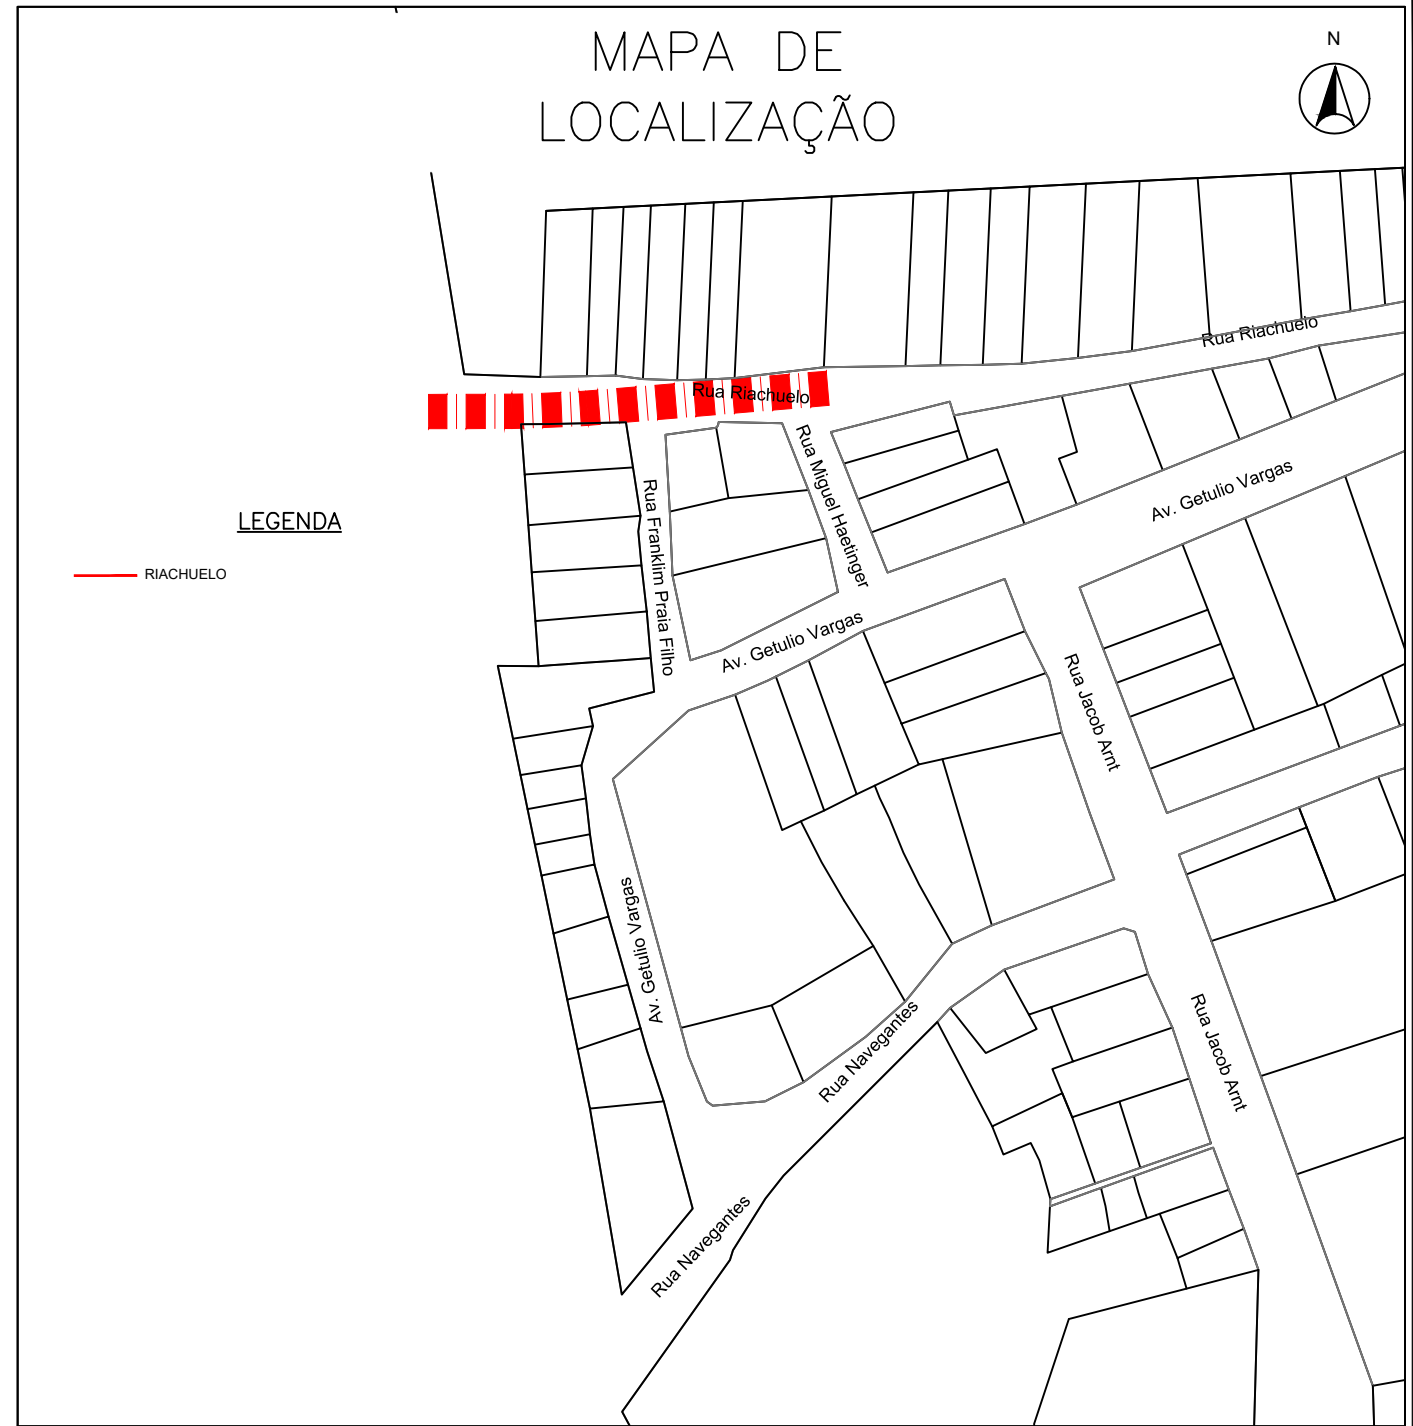 MAPA DE
LOCALIZAÇÃO
N
Rua Riachuelo
Rua Riachuelo
Rua Miguel Haetinger
Av. Getulio Vargas
LEGENDA
RIACHUELO
Rua Franklim Praia Filho
Av. Getulio Vargas
Rua Jacob Arnt
Av. Getulio Vargas
Rua Navegantes
Rua Jacob Arnt
Rua Navegantes